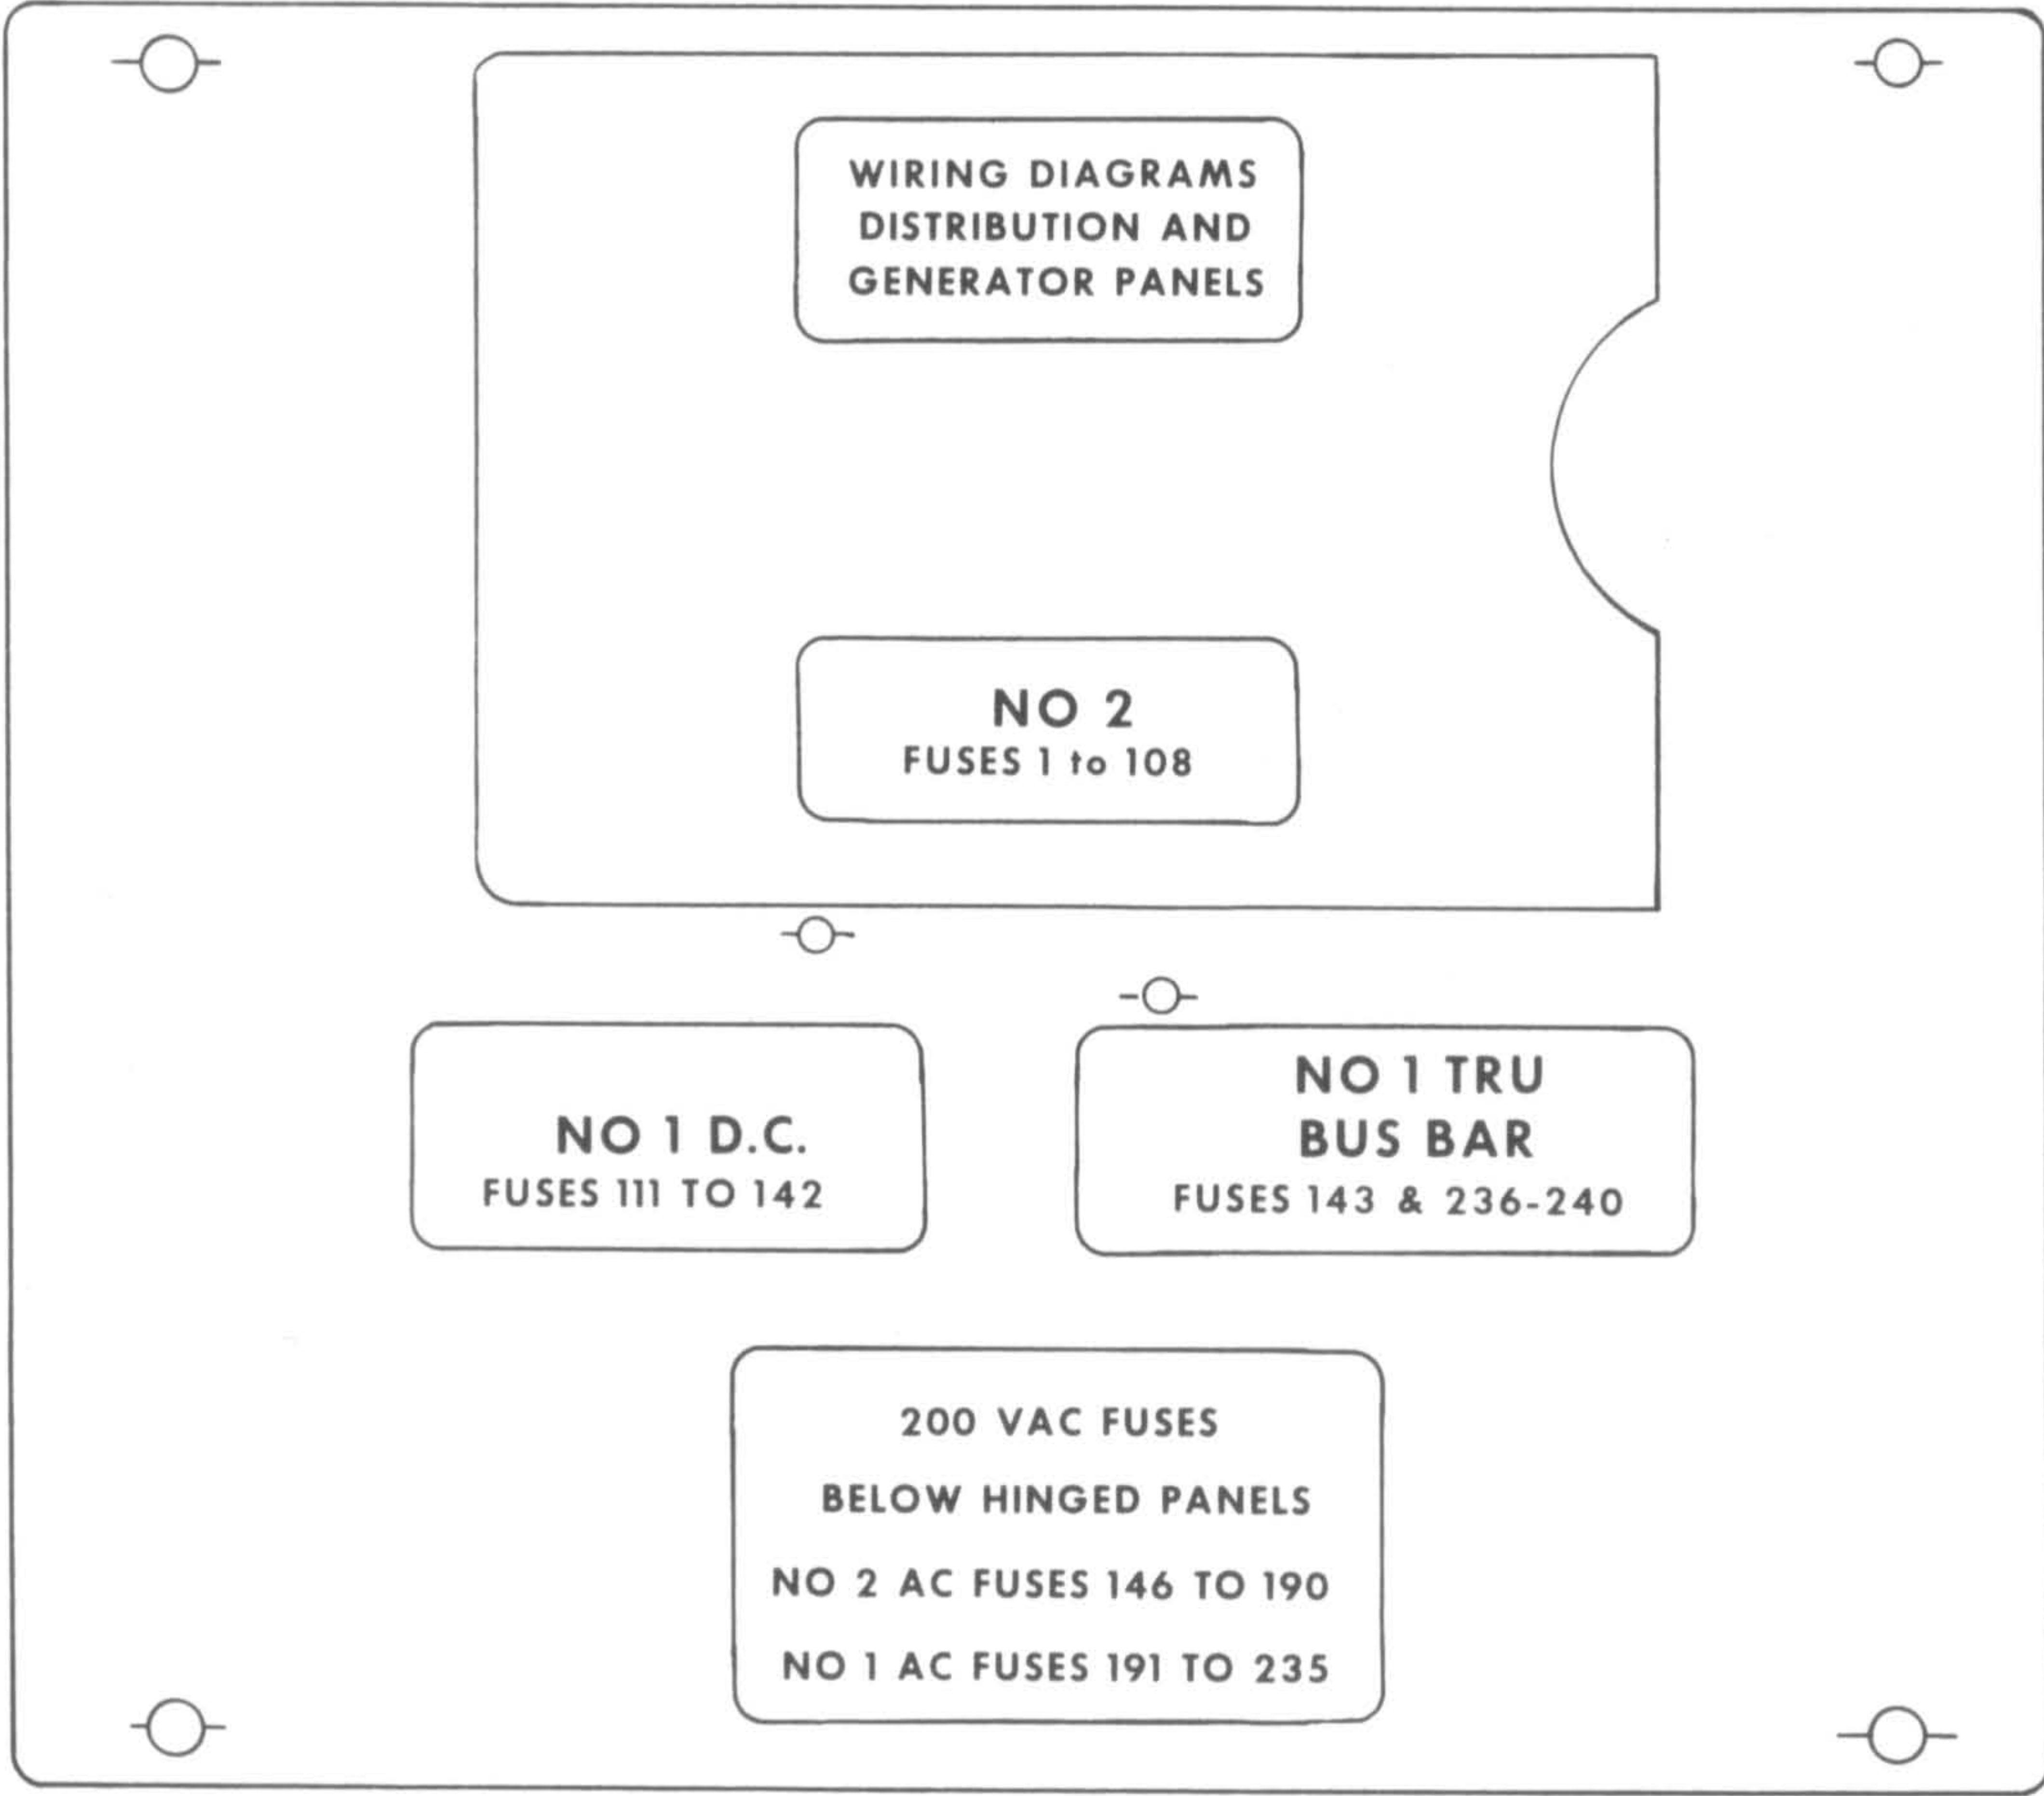 WIRING DIAGRAMS
DISTRIBUTION AND
GENERATOR PANELS
NO 2
FUSES 1 to 108
NO 1 D.C.
FUSES 111 TO 142
NO 1 TRU
BUS BAR
FUSES 143 & 236-240
200 VAC FUSES
BELOW HINGED PANELS
NO 2 AC FUSES 146 TO 190
NO 1 AC FUSES 191 TO 235